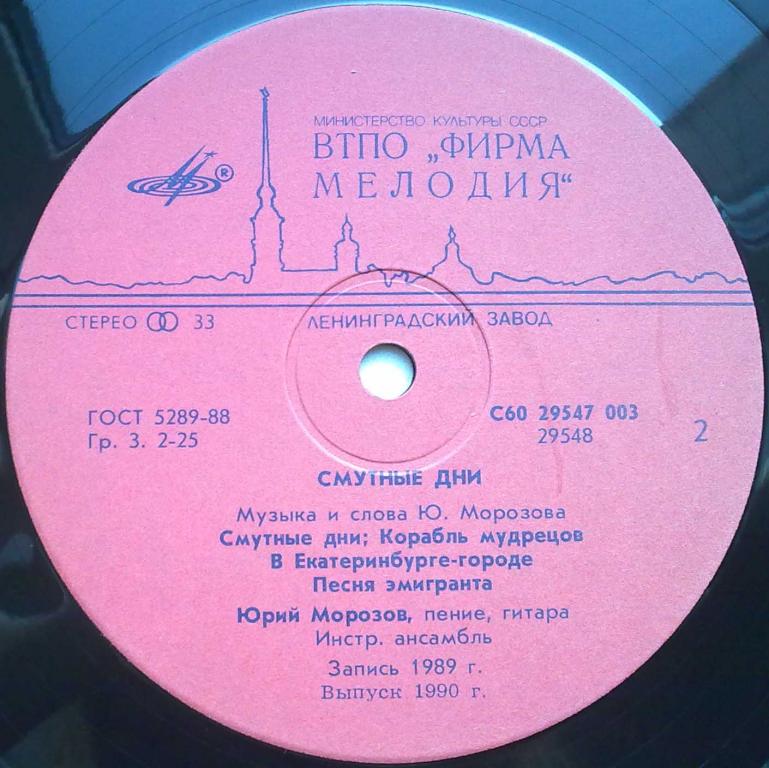 МИНИСТЕРСТВО КУЛЬТУРЫ СССР
ВТПО „ФИРМА
МЕЛОДИЯ“
®
СТЕРЕО 33
ЛЕНИНГРАДСКИЙ ЗАВОД
ГОСТ 5289-88
Гр. 3. 2-25
С60 29547 003
29548
2
СМУТНЫЕ ДНИ
Музыка и слова Ю. Морозова
Смутные дни; Корабль мудрецов
В Екатеринбурге-городе
Песня эмигранта
Юрий Морозов, пение, гитара
Инстр. ансамбль
Запись 1989 г.
Выпуск 1990 г.